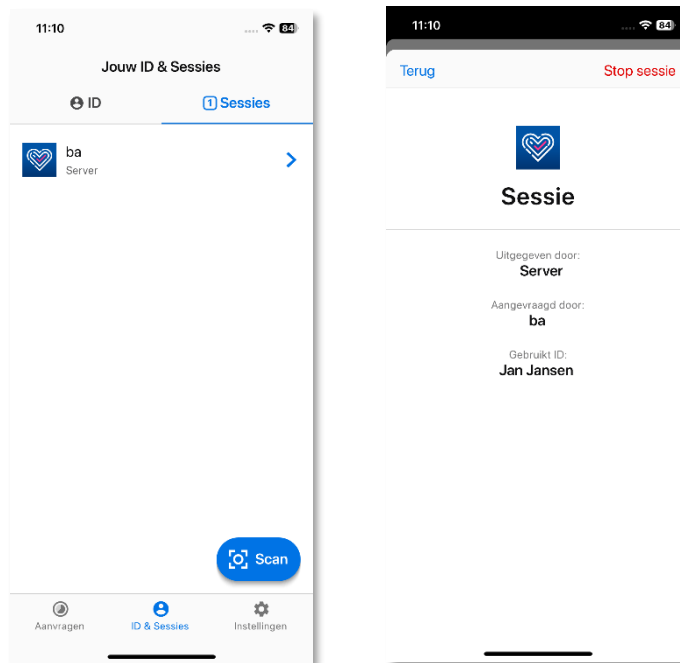 11:10
84
Jouw ID & Sessies
ID
1 Sessies
ba
Server
Scan
Aanvragen
ID & Sessies
Instellingen
11:10
84
Terug
Stop sessie
Sessie
Uitgegeven door:
Server
Aangevraagd door:
ba
Gebruikt ID:
Jan Jansen